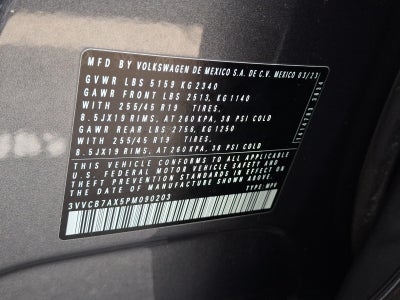 MFD BY VOLKSWAGEN DE MEXICO S.A. DE C.V. MEXICO 03/23
GVWR LBS 5159 KG 2340
GAWR FRONT LBS 2513, KG 1140
WITH 255/45 R19 TIRES,
8.5JX19 RIMS, AT 260 KPA, 38 PSI COLD
GAWR REAR LBS 2756, KG 1250
WITH 255/45 R19 TIRES,
8.5JX19 RIMS, AT 260 KPA, 38 PSI COLD
THIS VEHICLE CONFORMS TO ALL APPLICABLE
U.S. FEDERAL MOTOR VEHICLE SAFETY AND
THEFT PREVENTION STANDARDS IN EFFECT ON
THE DATE OF MANUFACTURE SHOWN ABOVE.
3VVCB7AX5PM090203 TYPE: MPV